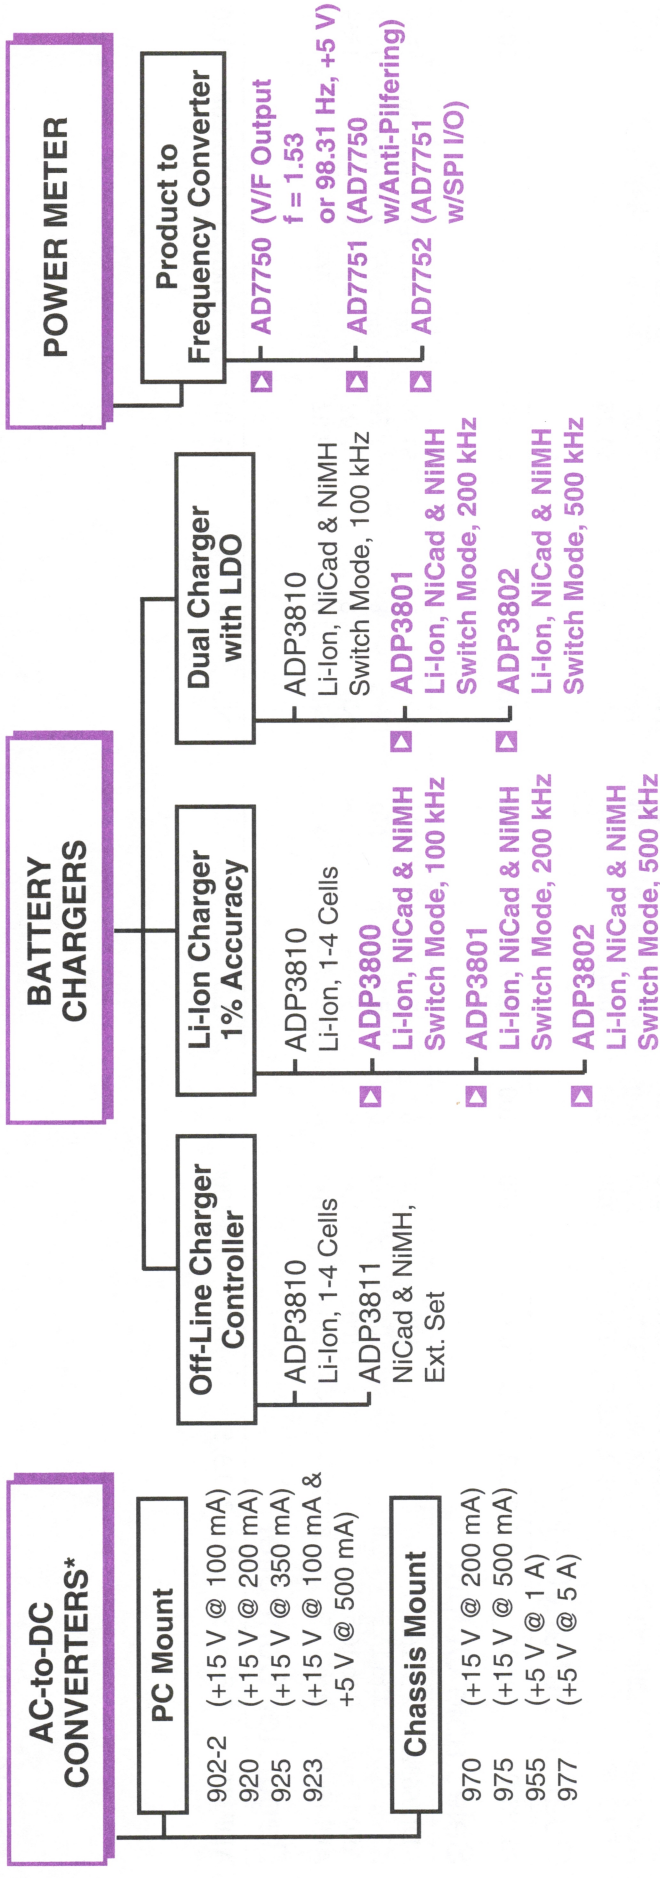 AC-to-DC
CONVERTERS*
PC Mount
902-2 (+15 V @ 100 mA)
920 (+15 V @ 200 mA)
925 (+15 V @ 350 mA)
923 (+15 V @ 100 mA &
+5 V @ 500 mA)
Chassis Mount
970 (+15 V @ 200 mA)
975 (+15 V @ 500 mA)
955 (+5 V @ 1 A)
977 (+5 V @ 5 A)
BATTERY
CHARGERS
Off-Line Charger
Controller
ADP3810
Li-Ion, 1-4 Cells
ADP3811
NiCad & NiMH,
Ext. Set
Li-Ion Charger
1% Accuracy
ADP3810
Li-Ion, 1-4 Cells
ADP3800
Li-Ion, NiCad & NiMH
Switch Mode, 100 kHz
ADP3801
Li-Ion, NiCad & NiMH
Switch Mode, 200 kHz
ADP3802
Li-Ion, NiCad & NiMH
Switch Mode, 500 kHz
Dual Charger
with LDO
ADP3810
Li-Ion, NiCad & NiMH
Switch Mode, 100 kHz
ADP3801
Li-Ion, NiCad & NiMH
Switch Mode, 200 kHz
ADP3802
Li-Ion, NiCad & NiMH
Switch Mode, 500 kHz
POWER METER
Product to
Frequency Converter
AD7750 (V/F Output
f = 1.53
or 98.31 Hz, +5 V)
AD7751 (AD7750
w/Anti-Pilfering)
AD7752 (AD7751
w/SPI I/O)